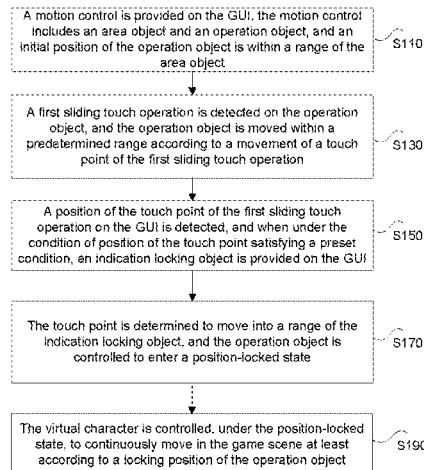 A motion control is provided on the GUI, the motion control
includes an area object and an operation object, and an
initial position of the operation object is within a range of the
area object
S110
A first sliding touch operation is detected on the operation
object, and the operation object is moved within a
predetermined range according to a movement of a touch
point of the first sliding touch operation
S130
A position of the touch point of the first sliding touch
operation on the GUI is detected, and when under the
condition of position of the touch point satisfying a preset
condition, an indication locking object is provided on the GUI
S150
The touch point is determined to move into a range of the
indication locking object, and the operation object is
controlled to enter a position-locked state
S170
The virtual character is controlled, under the position-locked
state, to continuously move in the game scene at least
according to a locking position of the operation object
S190